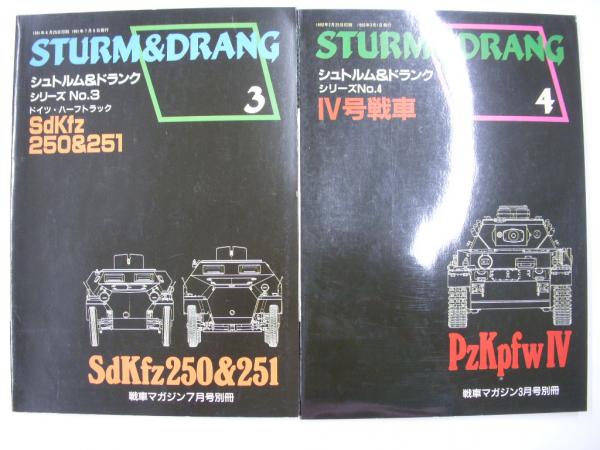 STURM&DRANG
シュトルム&ドランク
シリーズ No.3
ドイツ・ハーフトラック
SdKfz
250&251
3
SdKfz250&251
戦車マガジン7月号別冊
STURM&DRANG
シュトルム&ドランク
シリーズNo.4
IV号戦車
4
PzKpfw IV
戦車マガジン3月号別冊